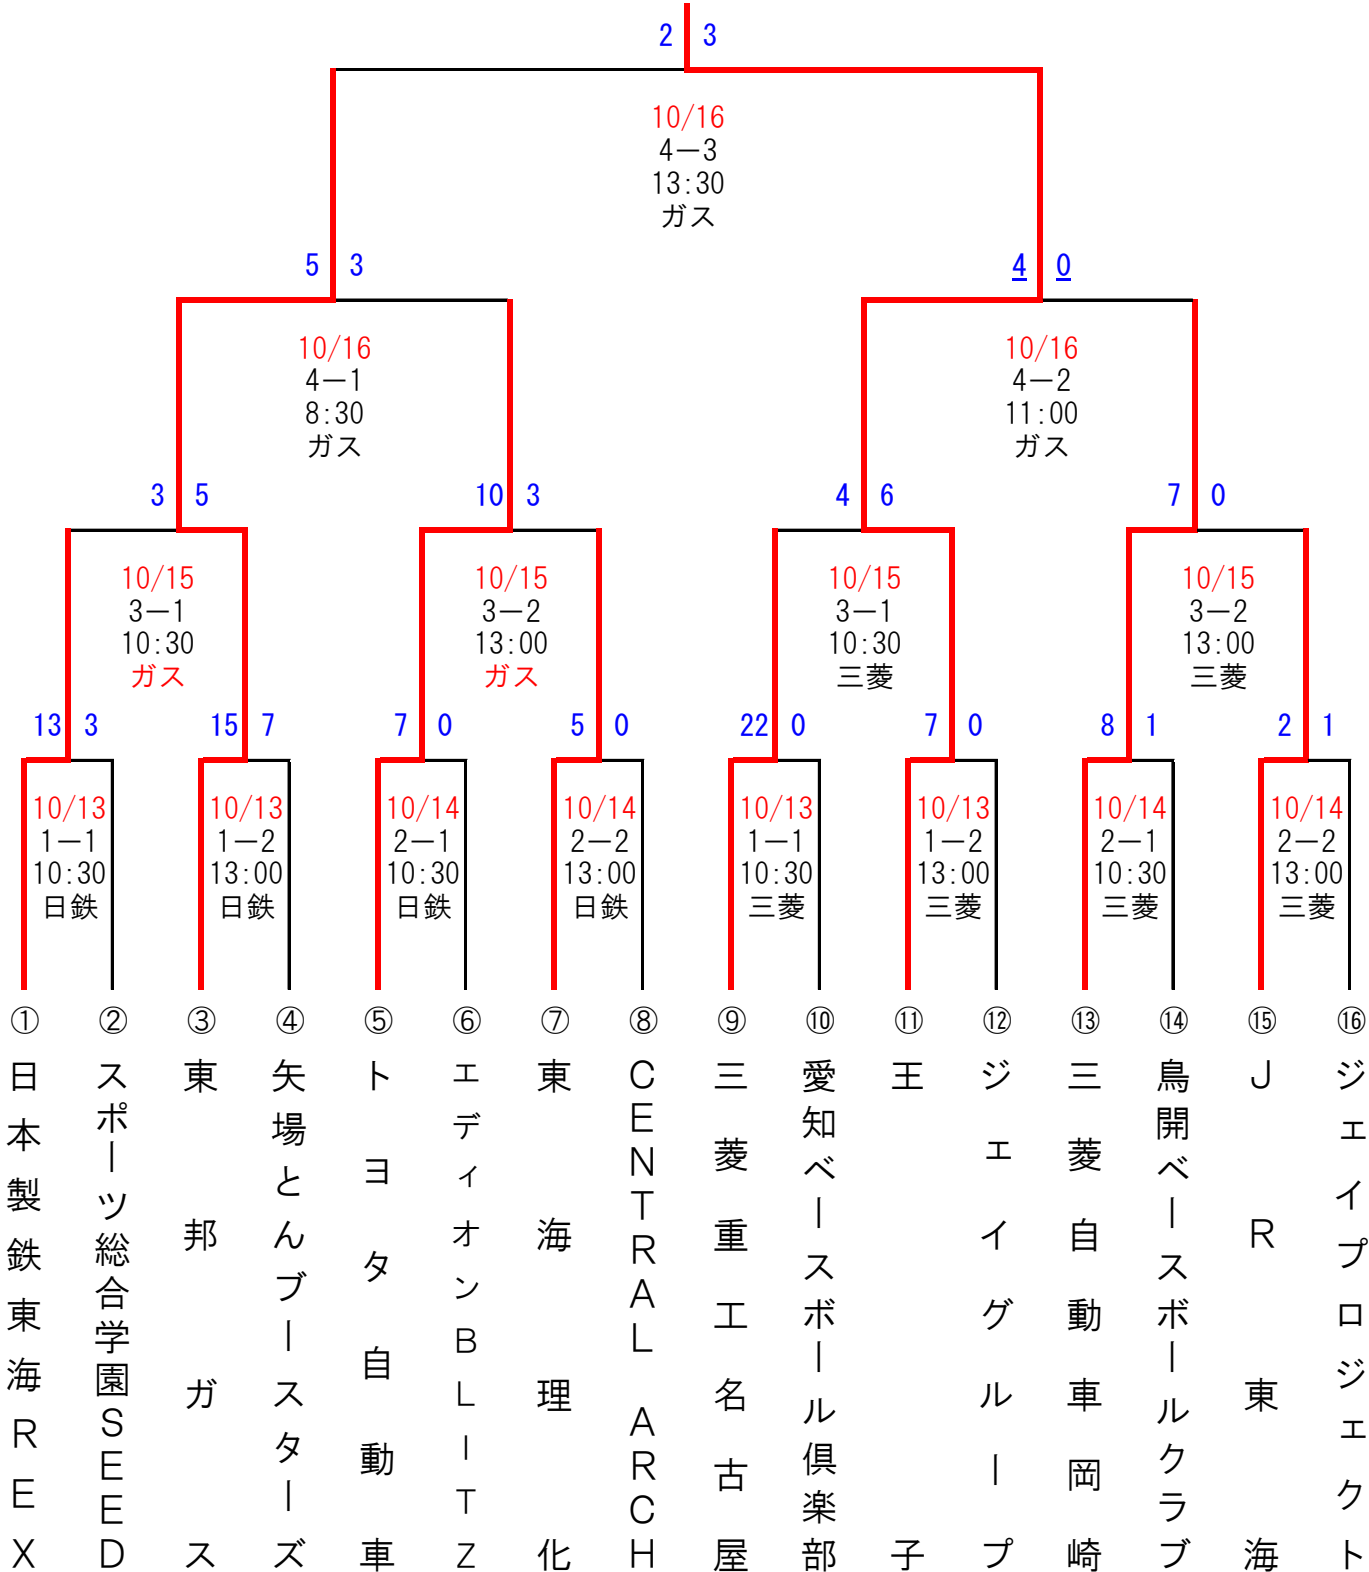 2 3
10/16
4－3
13:30
ガス
5 3
4 0
10/16
4－1
8:30
ガス
10/16
4－2
11:00
ガス
3 5
10 3
4 6
7 0
10/15
3－1
10:30
ガス
10/15
3－2
13:00
ガス
10/15
3－1
10:30
三菱
10/15
3－2
13:00
三菱
13 3
15 7
7 0
5 0
22 0
7 0
8 1
2 1
10/13
1－1
10:30
日鉄
10/13
1－2
13:00
日鉄
10/14
2－1
10:30
日鉄
10/14
2－2
13:00
日鉄
10/13
1－1
10:30
三菱
10/13
1－2
13:00
三菱
10/14
2－1
10:30
三菱
10/14
2－2
13:00
三菱
①
日本製鉄東海REX
②
スポーツ総合学園SEED
③
東邦ガス
④
矢場とんブースターズ
⑤
トヨタ自動車
⑥
エディオンBLITZ
⑦
東海理化
⑧
CENTRAL ARCH
⑨
三菱重工名古屋
⑩
愛知ベースボール倶楽部
⑪
王子
⑫
ジェイグループ
⑬
三菱自動車岡崎
⑭
鳥開ベースボールクラブ
⑮
JR東海
⑯
ジェイプロジェクト